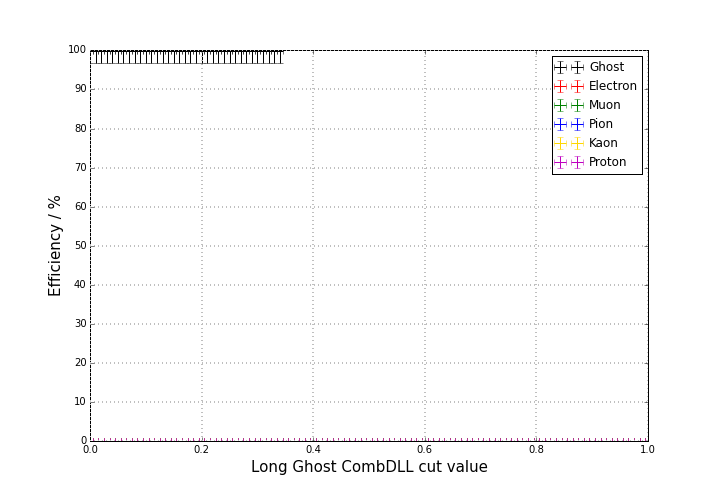 100
90
80
70
60
50
40
30
20
10
0
0.0 0.2 0.4 0.6 0.8 1.0
Efficiency / %
Long Ghost CombDLL cut value
Ghost
Electron
Muon
Pion
Kaon
Proton